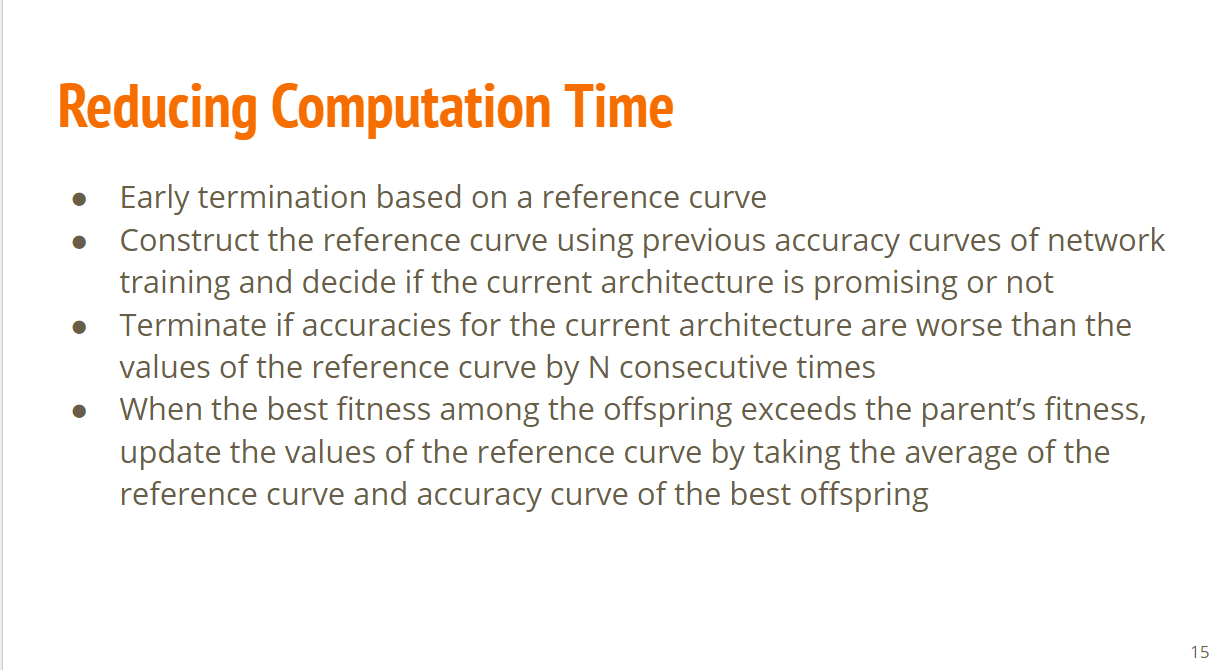 Reducing Computation Time
● Early termination based on a reference curve
● Construct the reference curve using previous accuracy curves of network
training and decide if the current architecture is promising or not
● Terminate if accuracies for the current architecture are worse than the
values of the reference curve by N consecutive times
● When the best fitness among the offspring exceeds the parent’s fitness,
update the values of the reference curve by taking the average of the
reference curve and accuracy curve of the best offspring
15